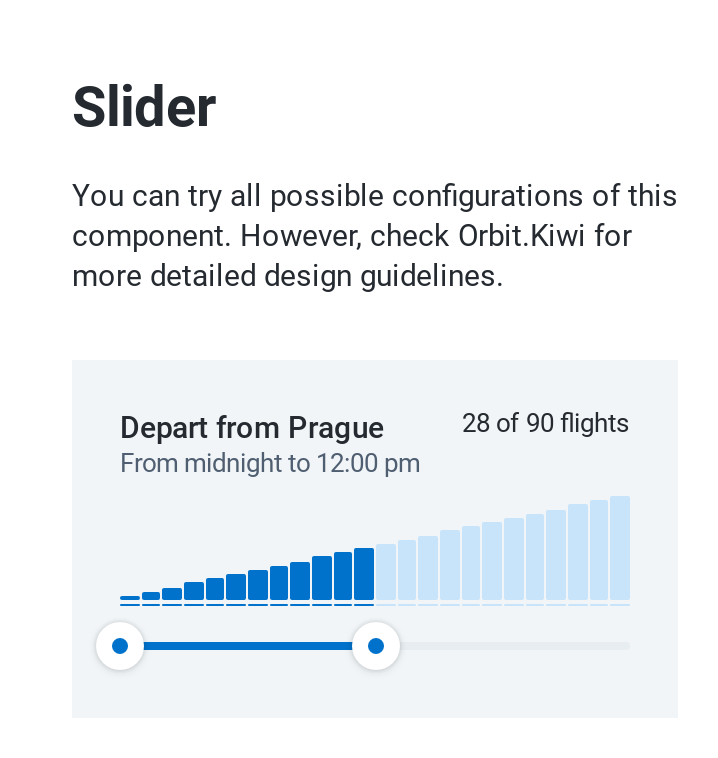 Slider
You can try all possible configurations of this
component. However, check Orbit.Kiwi for
more detailed design guidelines.
Depart from Prague
28 of 90 flights
From midnight to 12:00 pm